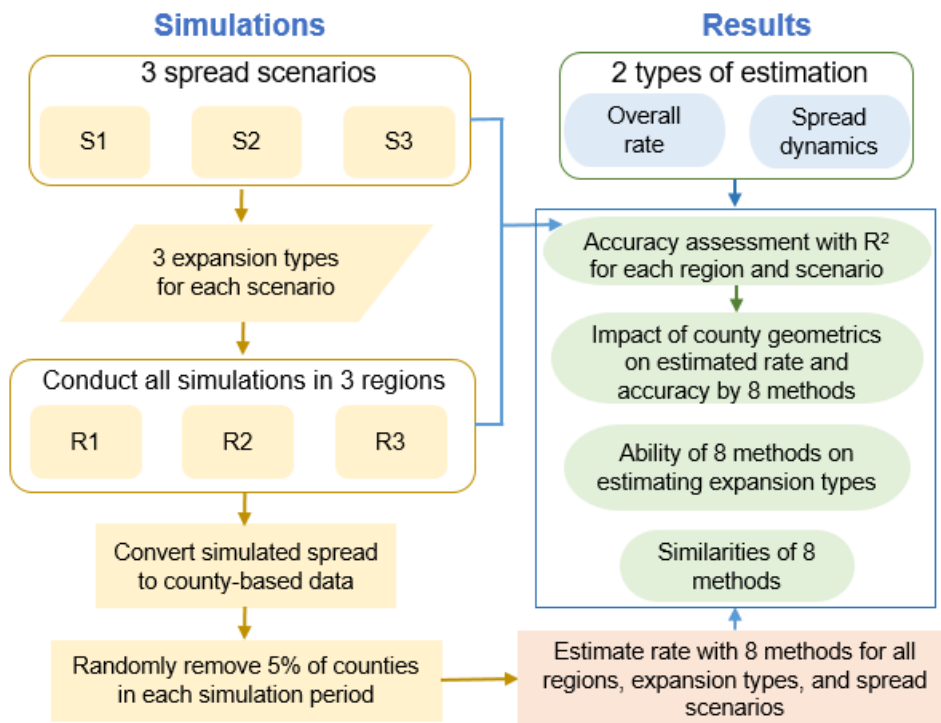 Simulations
3 spread scenarios
S1
S2
S3
3 expansion types
for each scenario
Conduct all simulations in 3 regions
R1
R2
R3
Convert simulated spread
to county-based data
Randomly remove 5% of counties
in each simulation period
Results
2 types of estimation
Overall
rate
Spread
dynamics
Accuracy assessment with R²
for each region and scenario
Impact of county geometrics
on estimated rate and
accuracy by 8 methods
Ability of 8 methods on
estimating expansion types
Similarities of 8
methods
Estimate rate with 8 methods for all
regions, expansion types, and spread
scenarios